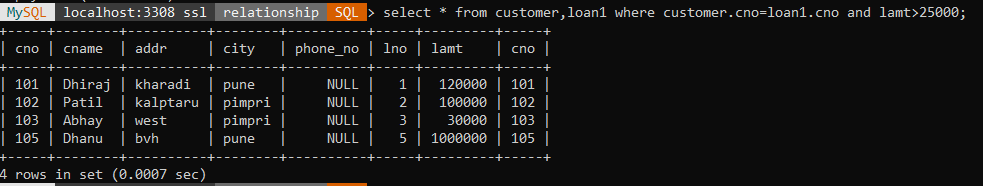 MySQL localhost:3308 ssl relationship SQL > select * from customer,loan1 where customer.cno=loan1.cno and lamt>25000;
+-----+--------+----------+--------+----------+-----+---------+-----+
| cno | cname | addr | city | phone_no | lno | lamt | cno |
+-----+--------+----------+--------+----------+-----+---------+-----+
| 101 | Dhiraj | kharadi | pune | NULL | 1 | 120000 | 101 |
| 102 | Patil | kalptaru | pimpri | NULL | 2 | 100000 | 102 |
| 103 | Abhay | west | pimpri | NULL | 3 | 30000 | 103 |
| 105 | Dhanu | bvh | pune | NULL | 5 | 1000000 | 105 |
+-----+--------+----------+--------+----------+-----+---------+-----+
4 rows in set (0.0007 sec)